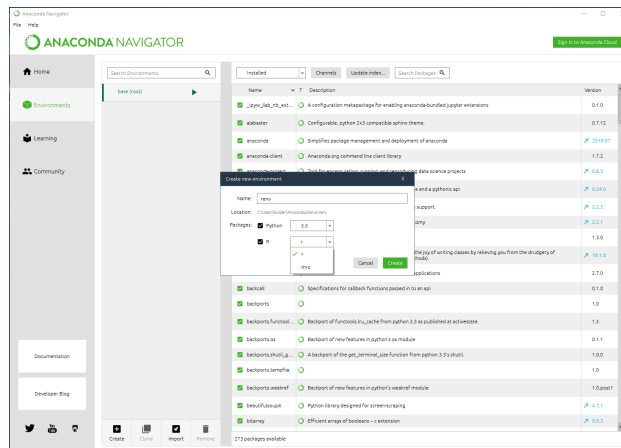 Anaconda Navigator
File Help
ANACONDA NAVIGATOR
Sign in to Anaconda Cloud
Home
Environments
Learning
Community
Documentation
Developer Blog
Search Environments
base (root)
Create Clone Import Remove
Installed Channels Update index... Search Packages
Name T Description Version
_ipyw_jlab_nb_ext... A configuration metapackage for enabling anaconda-bundled jupyter extensions 0.1.0
alabaster Configurable, python 2+3 compatible sphinx theme. 0.7.12
anaconda Simplifies package management and deployment of anaconda 2019.07
anaconda-client Anaconda.org command line client library 1.7.2
anaconda-project Tool for encapsulating, running, and reproducing data science projects 0.8.3
Create new environment X
Name: renv
Location:
Packages: Python 3.5
R r
r
mro
Cancel Create
e and a pythonic api 0.24.0
support. 2.2.5
omy 3.2.1
1.3.0
the joy of writing classes by relieving you from the drudgery of
hods). 19.1.0
applications 2.7.0
backcall Specifications for callback functions passed in to an api 0.1.0
backports 1.0
backports.functool... Backport of functools.lru_cache from python 3.3 as published at activestate. 1.5
backports.os Backport of new features in python's os module 0.1.1
backports.shutil_g... A backport of the get_terminal_size function from python 3.3's shutil. 1.0.0
backports.tempfile 1.0
backports.weakref Backport of new features in python's weakref module 1.0.post1
beautifulsoup4 Python library designed for screen-scraping 4.7.1
bitarray Efficient arrays of booleans -- c extension 0.9.3
273 packages available